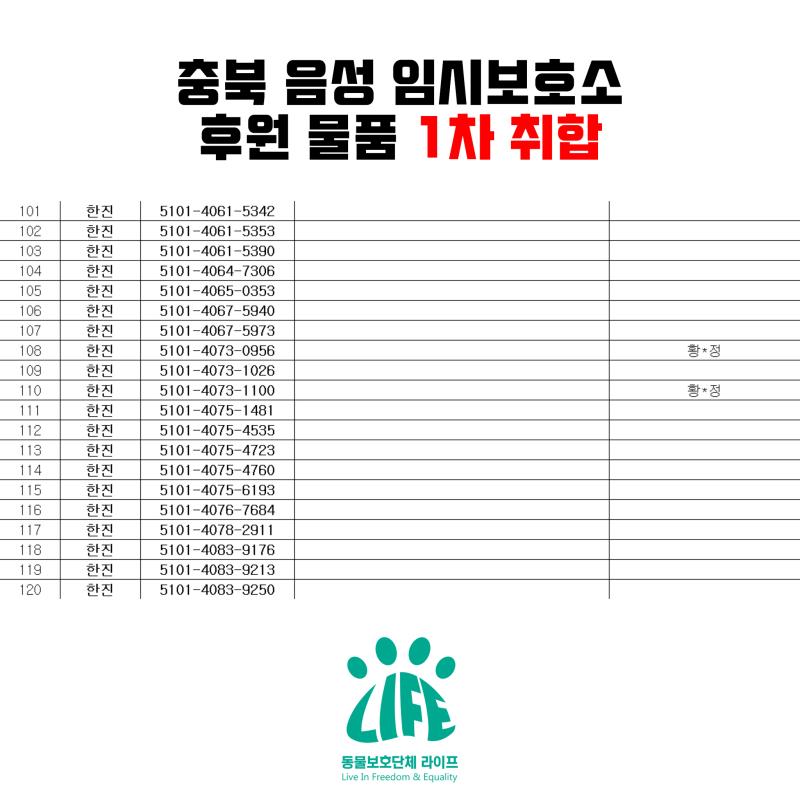 충북 음성 임시보호소
후원 물품 1차 취합
101 한진 5101-4061-5342
102 한진 5101-4061-5353
103 한진 5101-4061-5390
104 한진 5101-4064-7306
105 한진 5101-4065-0353
106 한진 5101-4067-5940
107 한진 5101-4067-5973
108 한진 5101-4073-0956 황*정
109 한진 5101-4073-1026
110 한진 5101-4073-1100 황*정
111 한진 5101-4075-1481
112 한진 5101-4075-4535
113 한진 5101-4075-4723
114 한진 5101-4075-4760
115 한진 5101-4075-6193
116 한진 5101-4076-7684
117 한진 5101-4078-2911
118 한진 5101-4083-9176
119 한진 5101-4083-9213
120 한진 5101-4083-9250
LIFE
동물보호단체 라이프
Live In Freedom & Equality